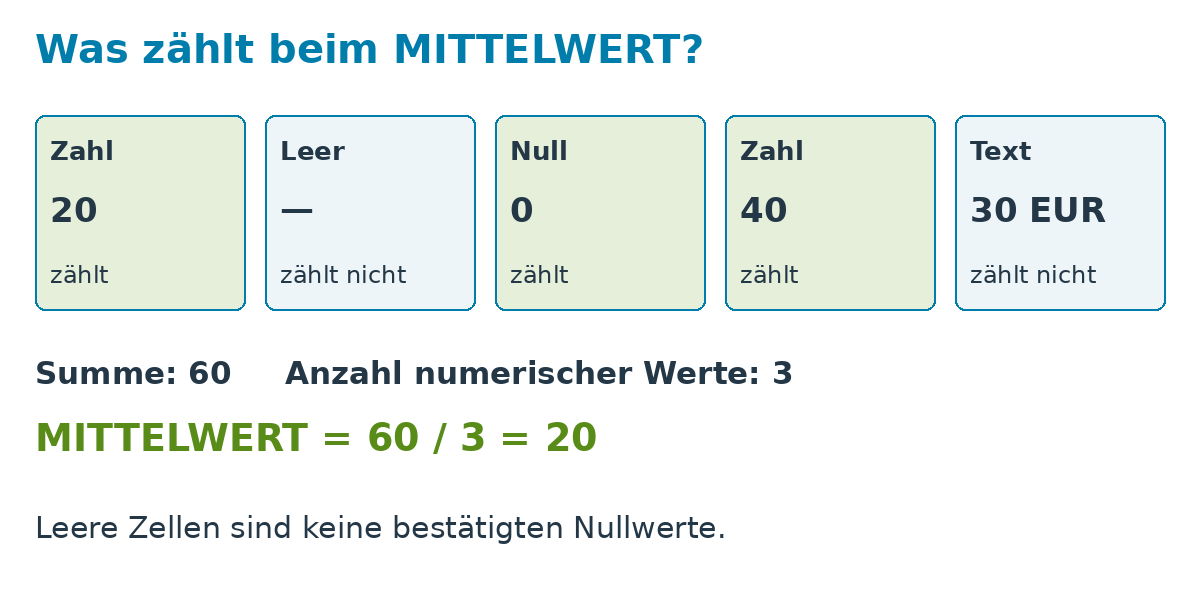 Was zählt beim MITTELWERT?
Zahl
20
zählt
Leer
—
zählt nicht
Null
0
zählt
Zahl
40
zählt
Text
30 EUR
zählt nicht
Summe: 60 Anzahl numerischer Werte: 3
MITTELWERT = 60 / 3 = 20
Leere Zellen sind keine bestätigten Nullwerte.